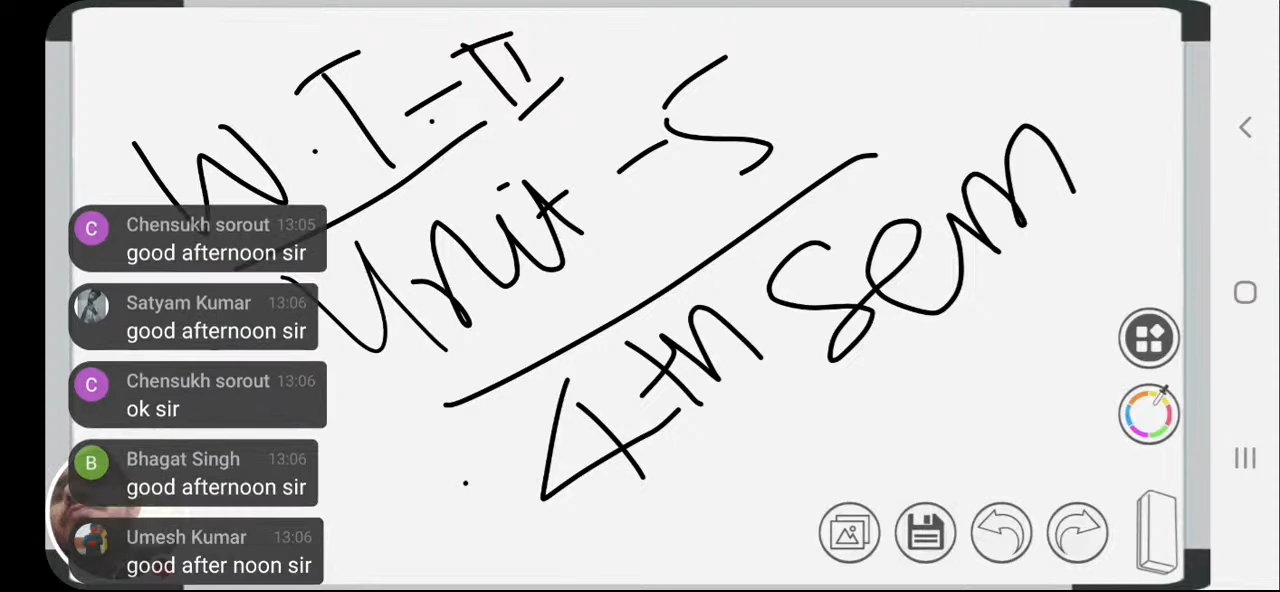 W.T-II
Unit-5
4th Sem
Chensukh sorout 13:05
good afternoon sir
Satyam Kumar 13:06
good afternoon sir
C
Chensukh sorout 13:06
ok sir
B
Bhagat Singh 13:06
good afternoon sir
Umesh Kumar 13:06
good after noon sir